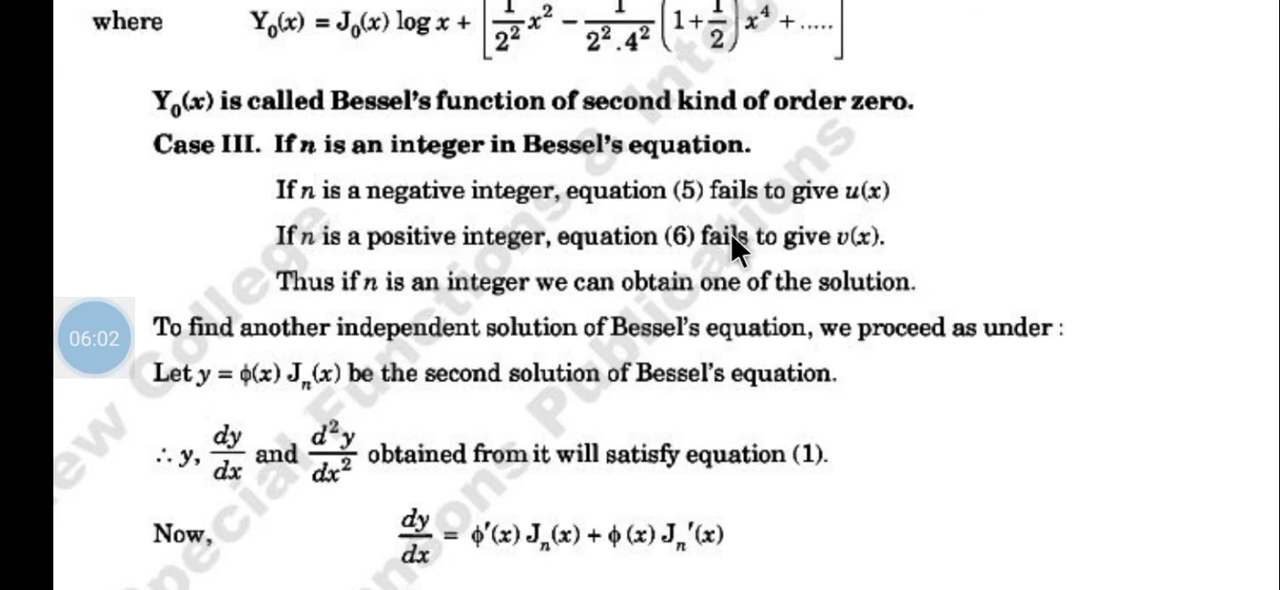 where Y₀(x) = J₀(x) log x + [1/2² x² − 1/2².4² (1+1/2) x⁴ + .....]
Y₀(x) is called Bessel's function of second kind of order zero.
Case III. If n is an integer in Bessel's equation.
If n is a negative integer, equation (5) fails to give u(x)
If n is a positive integer, equation (6) fails to give v(x).
Thus if n is an integer we can obtain one of the solution.
06:02
To find another independent solution of Bessel's equation, we proceed as under :
Let y = ϕ(x) Jₙ(x) be the second solution of Bessel's equation.
∴ y, dy/dx and d²y/dx² obtained from it will satisfy equation (1).
Now, dy/dx = ϕ′(x) Jₙ(x) + ϕ (x) Jₙ′(x)